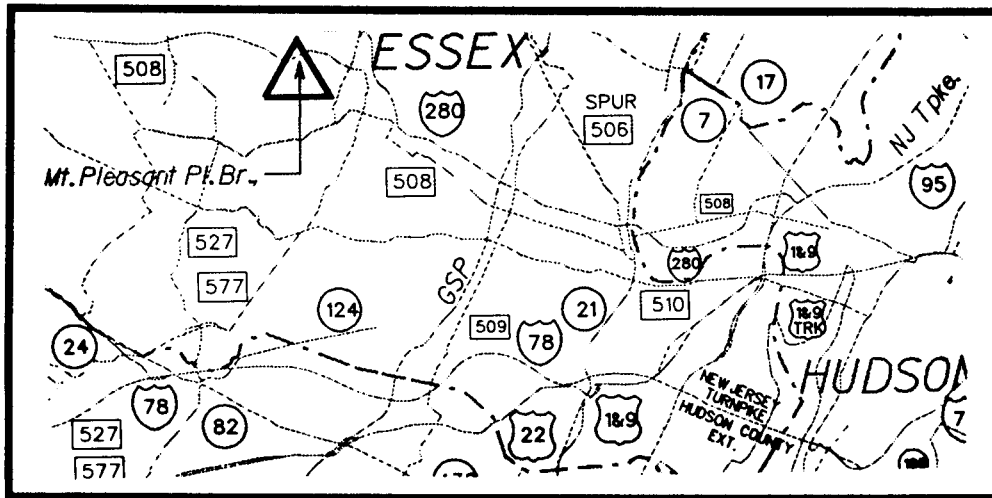 ESSEX
508
17
280
SPUR
506
7
NJ Tpke.
Mt. Pleasant Pl. Br.
508
95
508
527
1&9
280
577
GSP
124
21
510
1&9
TRK
509
78
24
HUDSON
NEW JERSEY
TURNPIKE
HUDSON COUNTY
EXT.
78
82
22
1&9
7
527
577